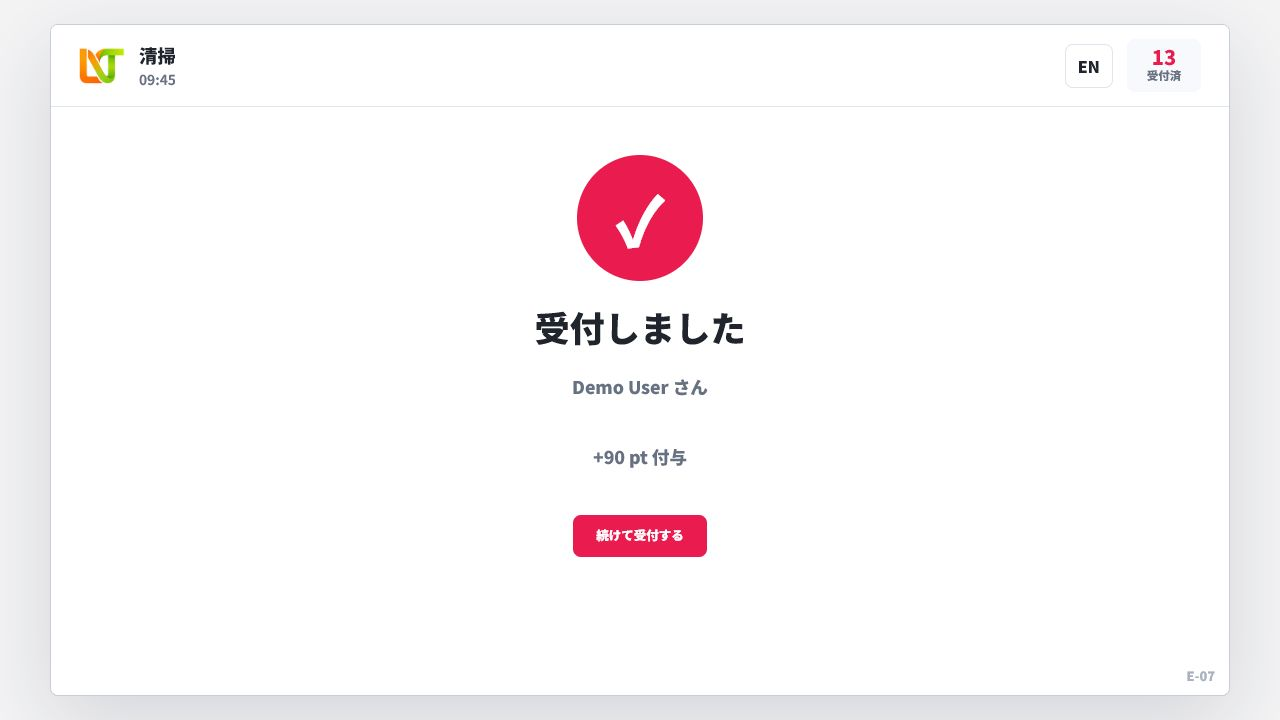 清掃
09:45
EN
13
受付済
受付しました
Demo User さん
+90 pt 付与
続けて受付する
E-07